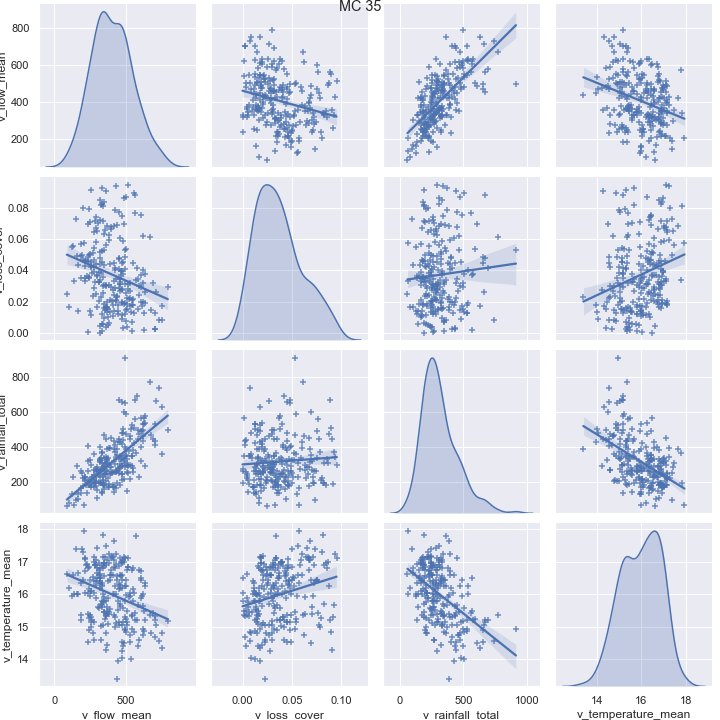 MC 35
800
600
400
200
v_flow_mean
0.08
0.06
0.04
0.02
0.00
v_loss_cover
800
600
400
200
v_rainfall_total
18
17
16
15
14
v_temperature_mean
0 500
0.00 0.05 0.10
0 500 1000
14 16 18
v_flow_mean
v_loss_cover
v_rainfall_total
v_temperature_mean